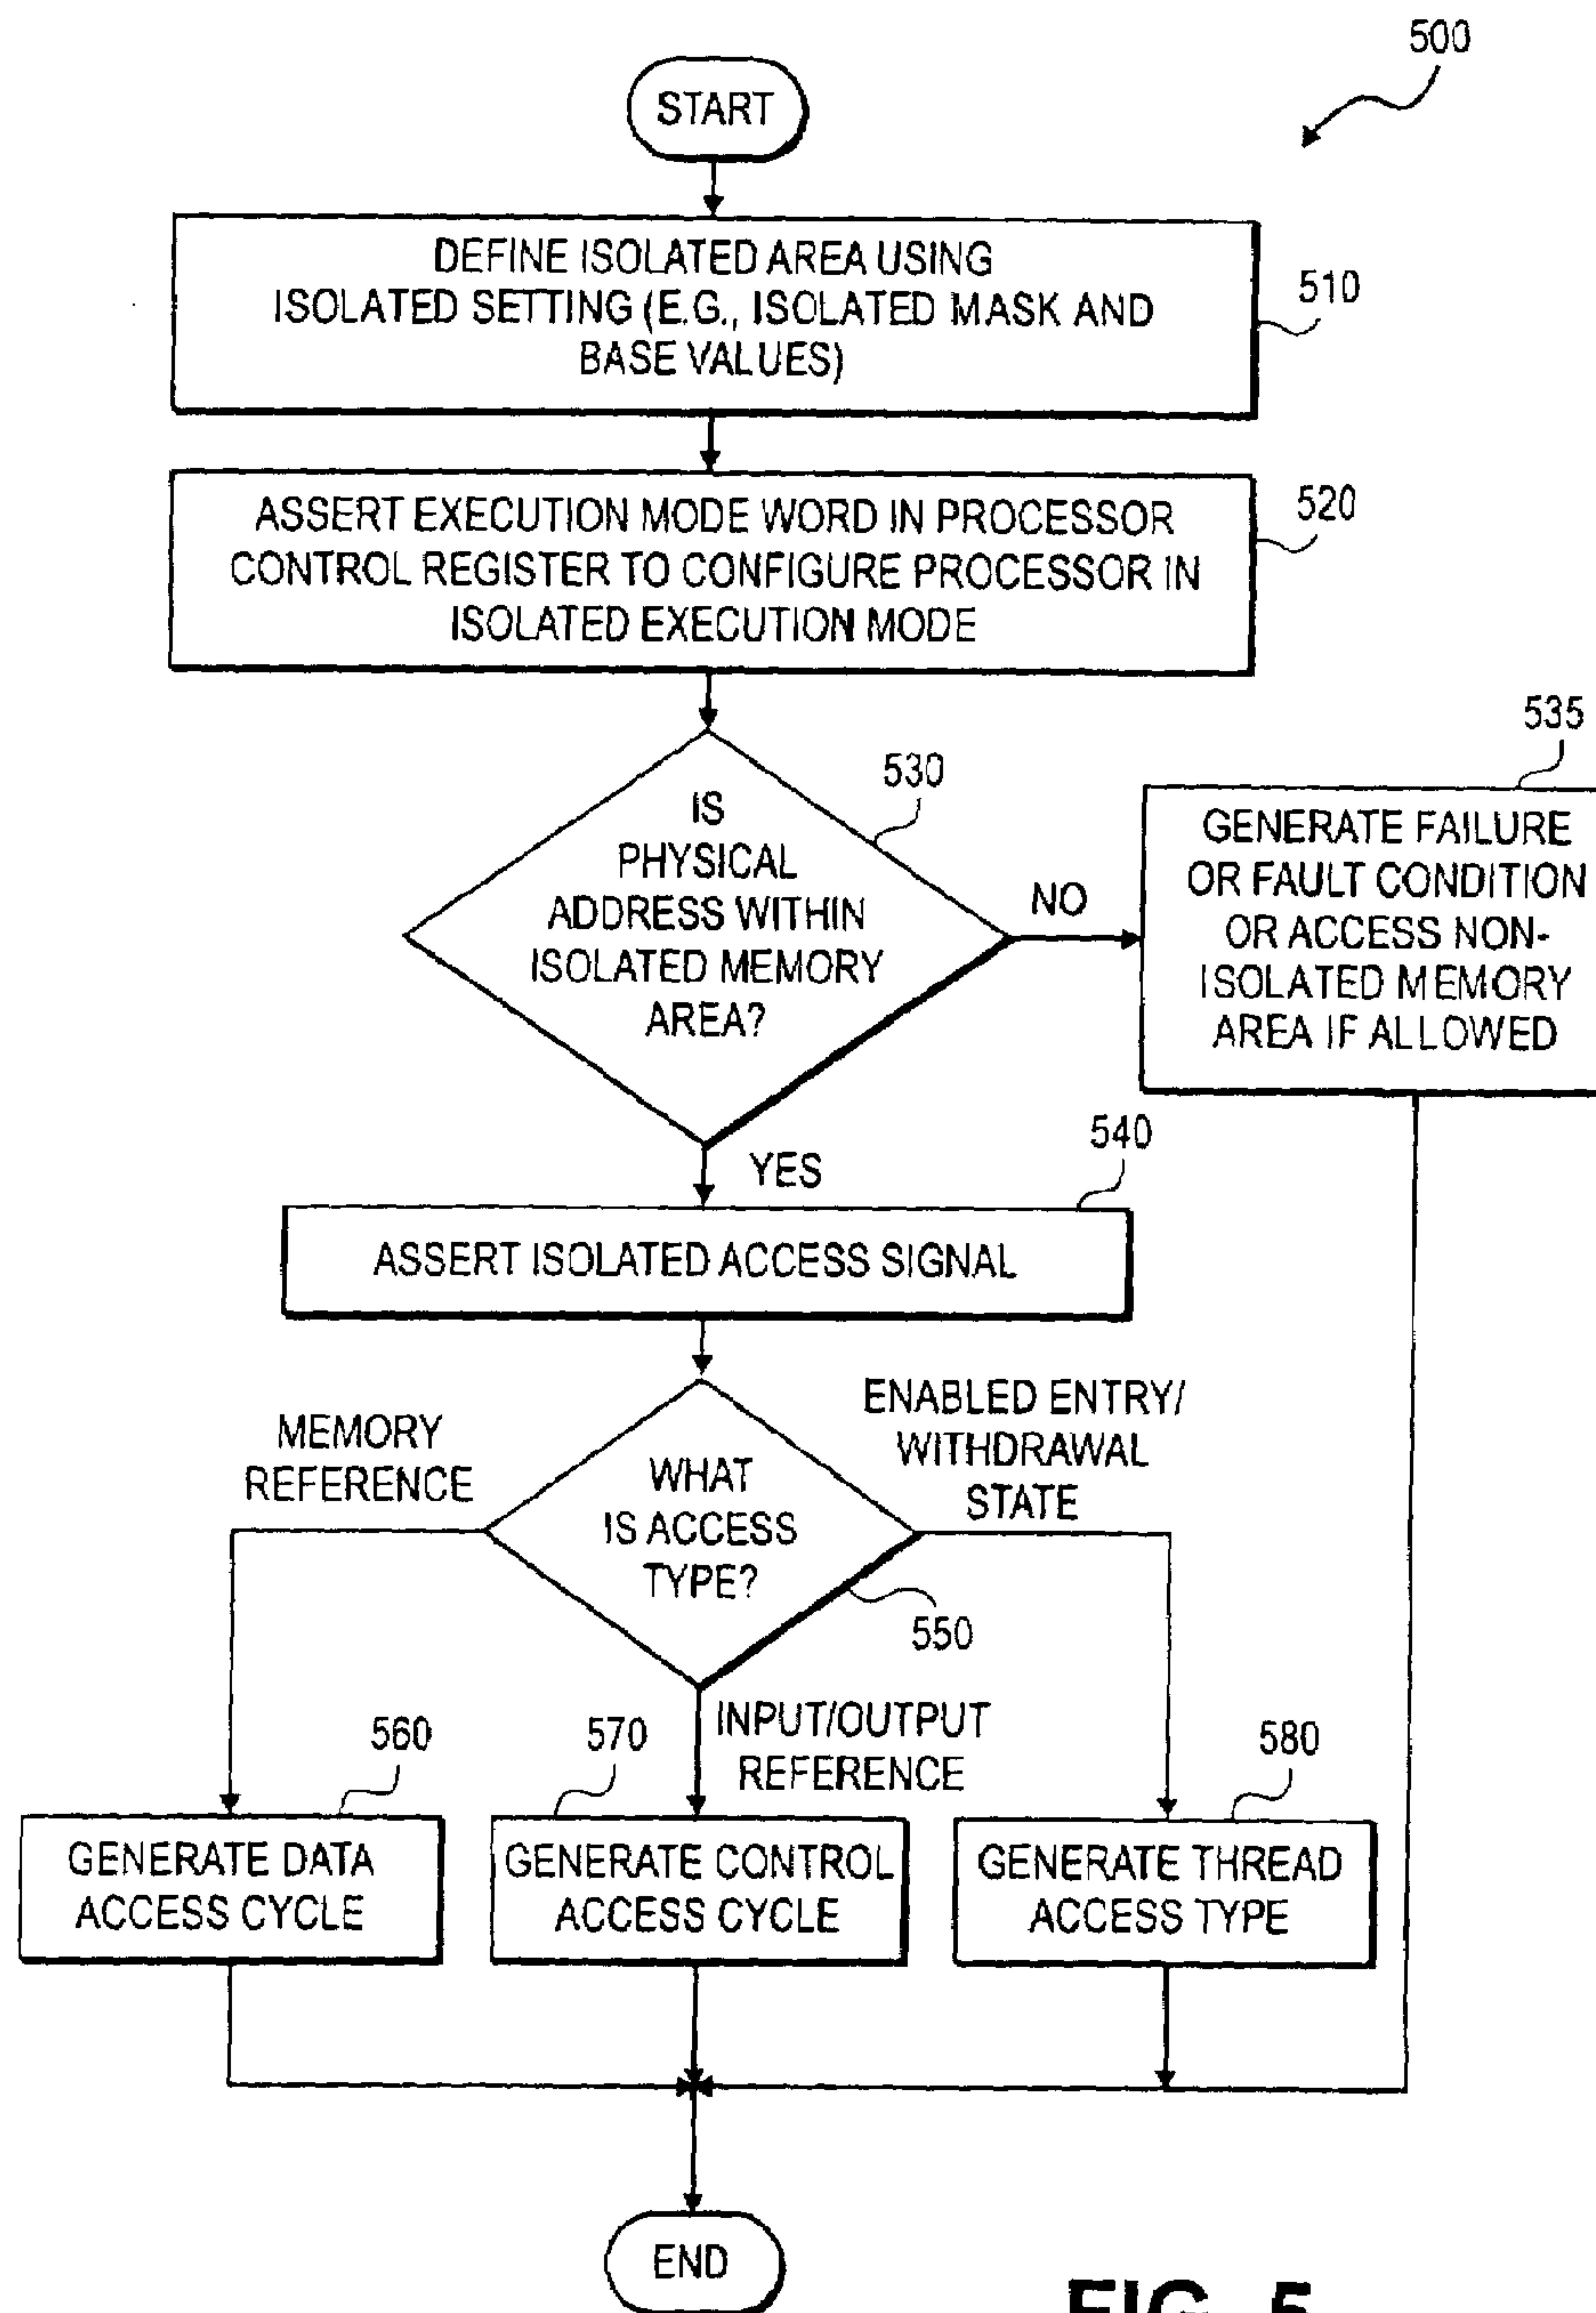 500
START
DEFINE ISOLATED AREA USING
ISOLATED SETTING (E.G., ISOLATED MASK AND
BASE VALUES)
510
ASSERT EXECUTION MODE WORD IN PROCESSOR
CONTROL REGISTER TO CONFIGURE PROCESSOR IN
ISOLATED EXECUTION MODE
520
IS
PHYSICAL
ADDRESS WITHIN
ISOLATED MEMORY
AREA?
530
NO
535
GENERATE FAILURE
OR FAULT CONDITION
OR ACCESS NON-
ISOLATED MEMORY
AREA IF ALLOWED
YES
540
ASSERT ISOLATED ACCESS SIGNAL
MEMORY
REFERENCE
WHAT
IS ACCESS
TYPE?
550
ENABLED ENTRY/
WITHDRAWAL
STATE
INPUT/OUTPUT
REFERENCE
560
GENERATE DATA
ACCESS CYCLE
570
GENERATE CONTROL
ACCESS CYCLE
580
GENERATE THREAD
ACCESS TYPE
END
FIG. 5